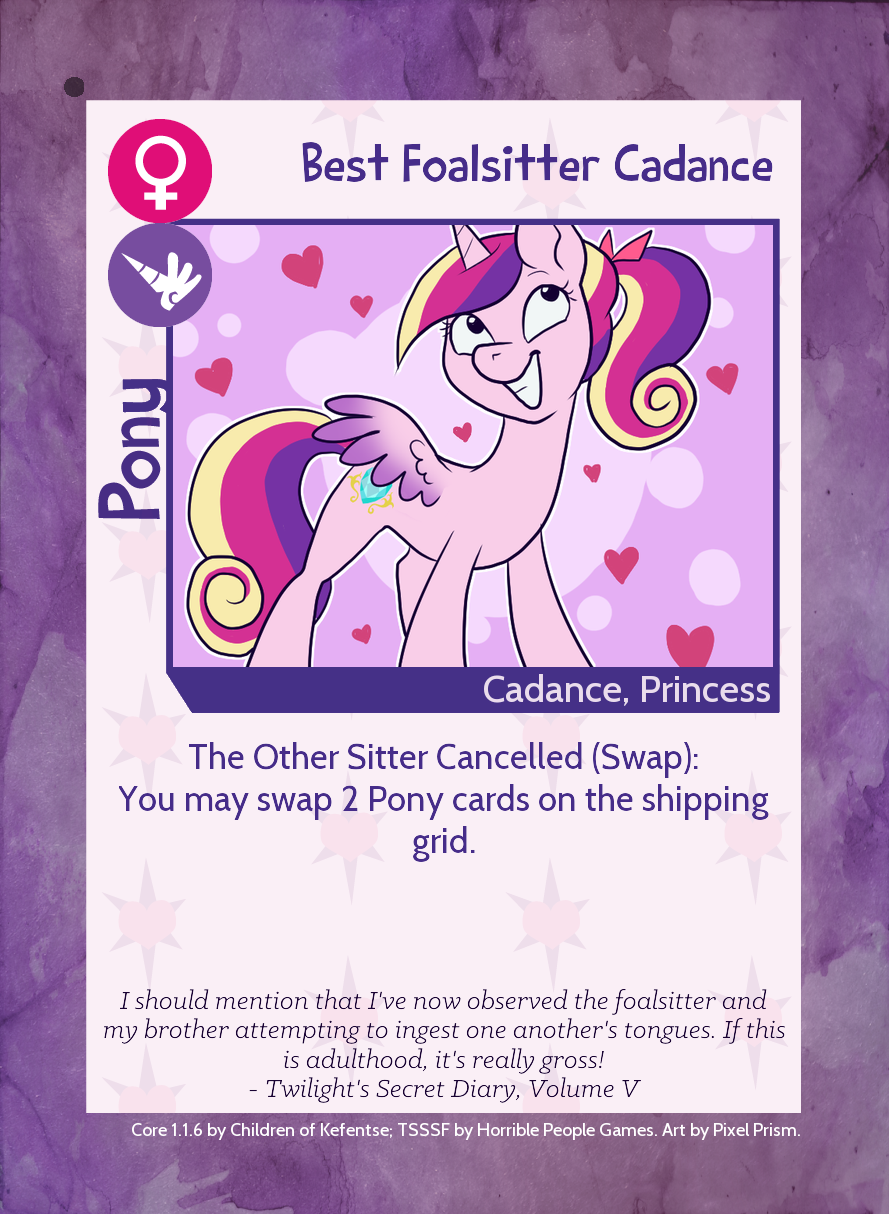 Best Foalsitter Cadance
Pony
Cadance, Princess
The Other Sitter Cancelled (Swap):
You may swap 2 Pony cards on the shipping
grid.
I should mention that I've now observed the foalsitter and
my brother attempting to ingest one another's tongues. If this
is adulthood, it's really gross!
- Twilight's Secret Diary, Volume V
Core 1.1.6 by Children of Kefentse; TSSSF by Horrible People Games. Art by Pixel Prism.